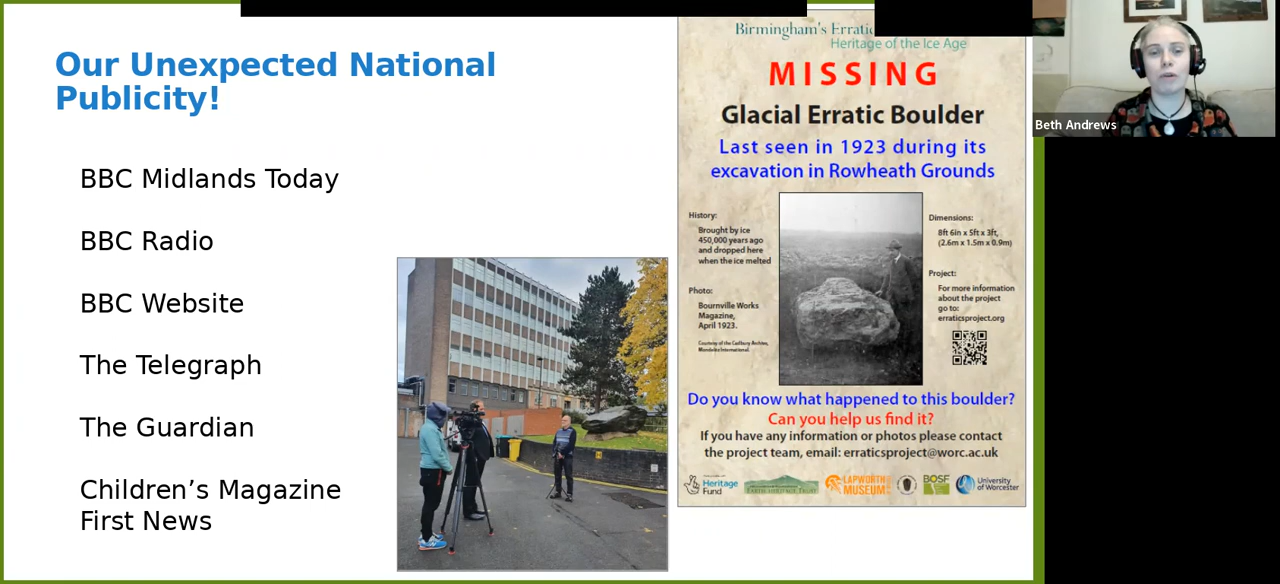 Our Unexpected National
Publicity!
BBC Midlands Today
BBC Radio
BBC Website
The Telegraph
The Guardian
Children’s Magazine
First News
Birmingham's Erratic
Heritage of the Ice Age
MISSING
Glacial Erratic Boulder
Last seen in 1923 during its
excavation in Rowheath Grounds
History:
Brought by ice
450,000 years ago
and dropped here
when the ice melted
Photo:
Bournville Works
Magazine,
April 1923.
Courtesy of the Cadbury Archive,
Mondelez International.
Dimensions:
8ft 6in x 5ft x 3ft,
(2.6m x 1.5m x 0.9m)
Project:
For more information
about the project
go to:
erraticsproject.org
Do you know what happened to this boulder?
Can you help us find it?
If you have any information or photos please contact
the project team, email: erraticsproject@worc.ac.uk
Heritage
Fund
EARTH HERITAGE TRUST
LAPWORTH
MUSEUM
BOSF
University
of Worcester
Beth Andrews